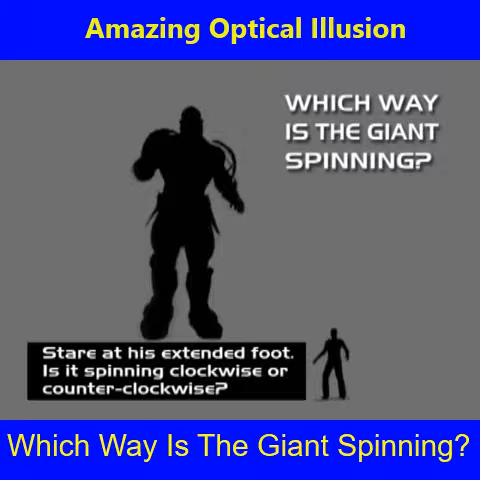 Amazing Optical Illusion
WHICH WAY
IS THE GIANT
SPINNING?
Stare at his extended foot.
Is it spinning clockwise or
counter-clockwise?
Which Way Is The Giant Spinning?